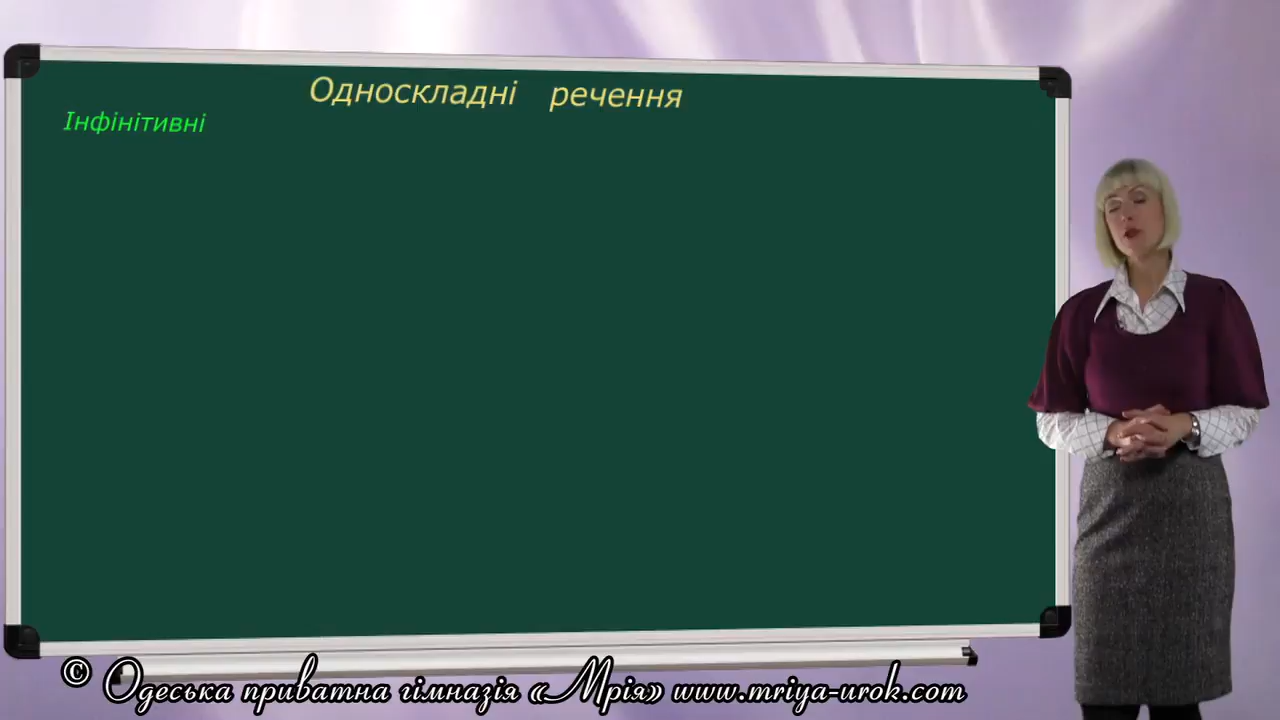 Односкладні речення
Інфінітивні
© Одеська приватна гімназія «Мрія» www.mriya-urok.com